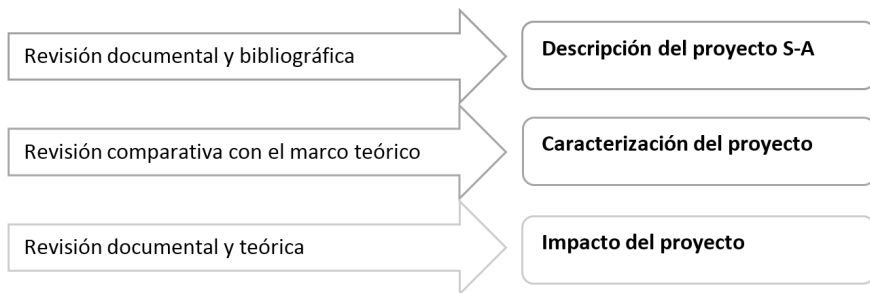 Revisión documental y bibliográfica
Descripción del proyecto S-A
Revisión comparativa con el marco teórico
Caracterización del proyecto
Revisión documental y teórica
Impacto del proyecto